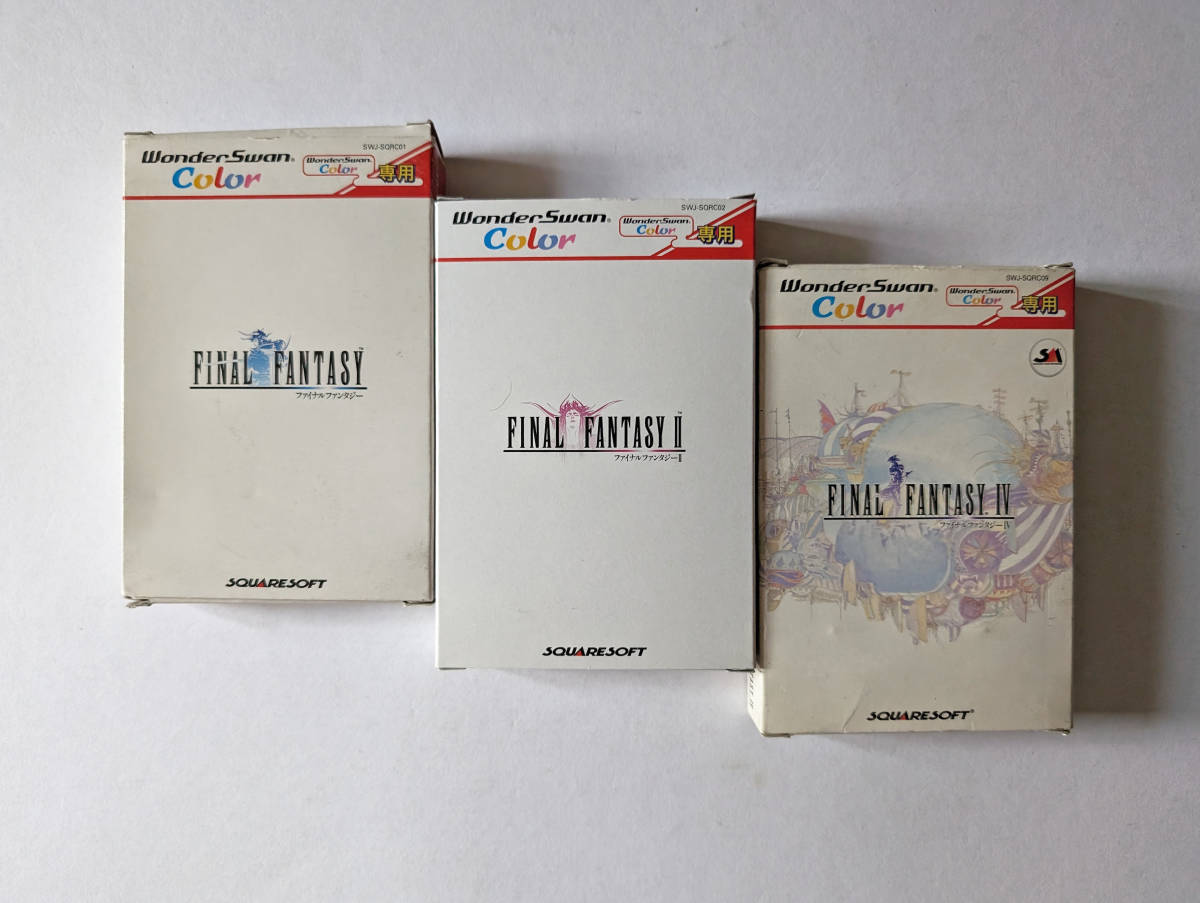 SWJ-SQRC01
WonderSwan®
Color
WonderSwan
Color
専用
FINAL FANTASY™
ファイナルファンタジー
SQUARESOFT
SWJ-SQRC02
WonderSwan®
Color
WonderSwan
Color
専用
FINAL FANTASY II™
ファイナルファンタジーII
SQUARESOFT
SWJ-SQRC09
WonderSwan®
Color
WonderSwan
Color
専用
FINAL FANTASY IV
ファイナルファンタジーIV
SQUARESOFT®